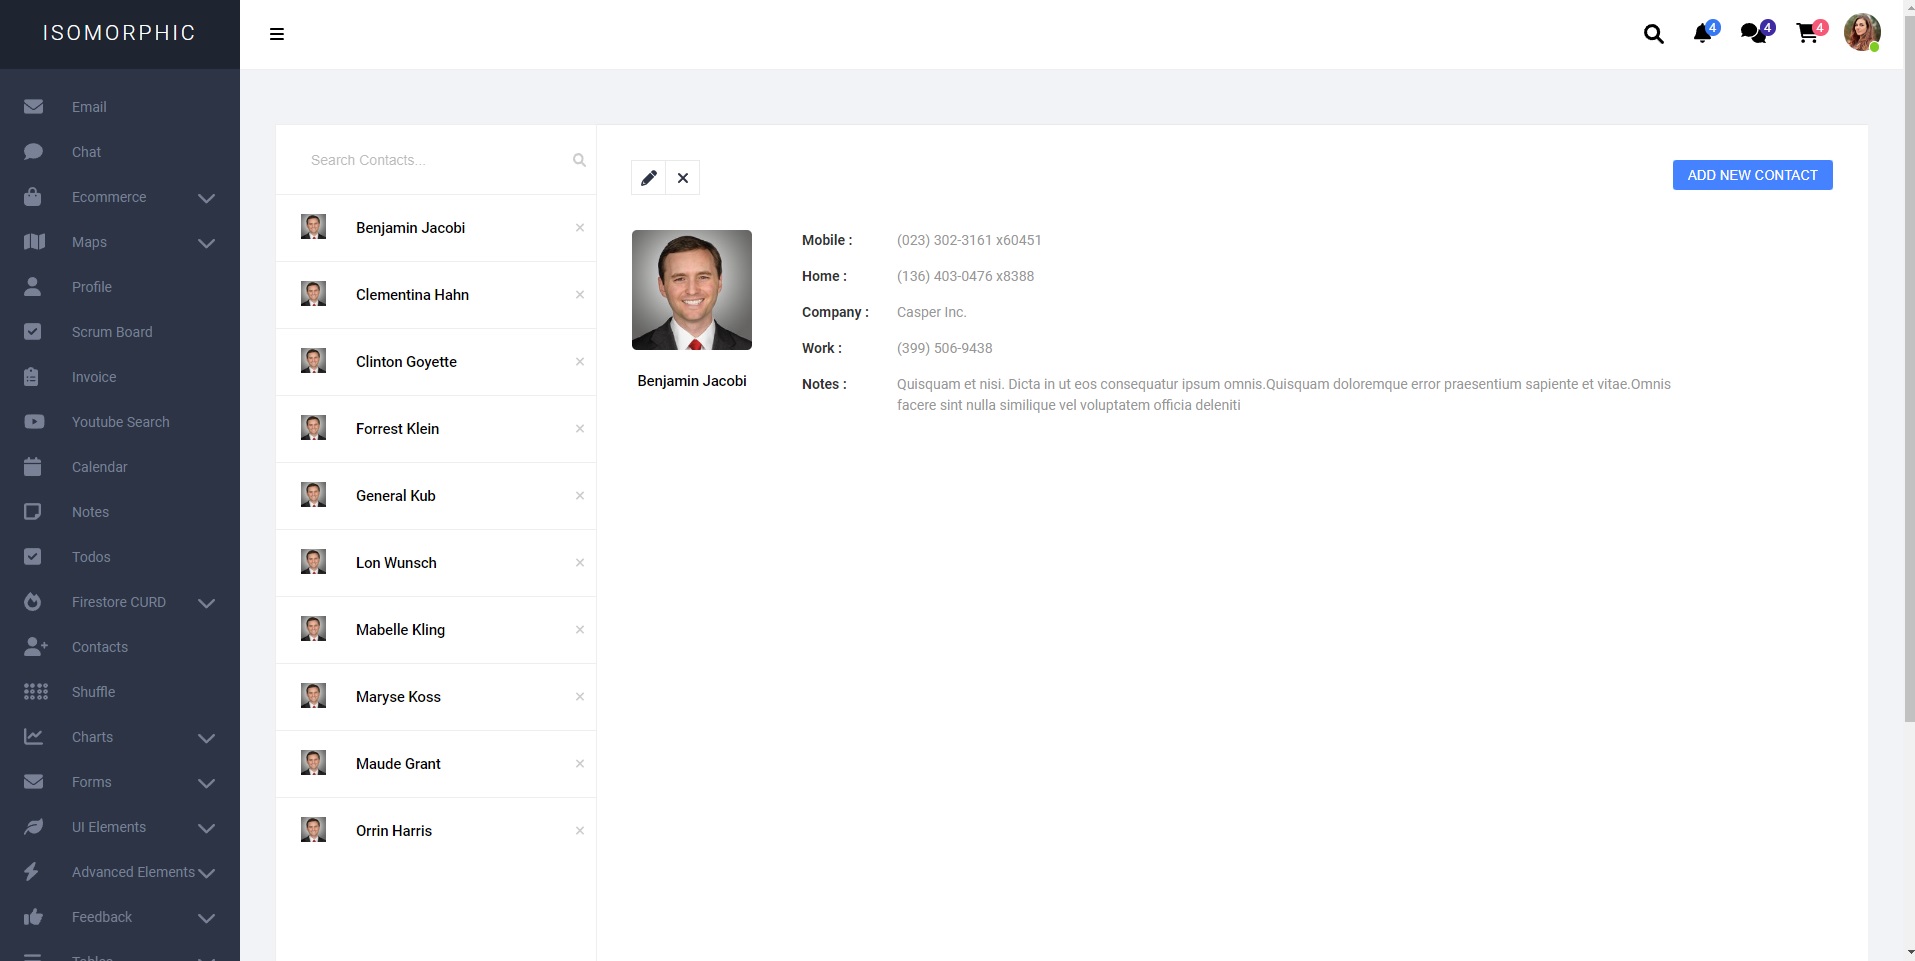 ISOMORPHIC
4
4
4
Email
Chat
Ecommerce
Maps
Profile
Scrum Board
Invoice
Youtube Search
Calendar
Notes
Todos
Firestore CURD
Contacts
Shuffle
Charts
Forms
UI Elements
Advanced Elements
Feedback
Tables
Search Contacts...
Benjamin Jacobi
Clementina Hahn
Clinton Goyette
Forrest Klein
General Kub
Lon Wunsch
Mabelle Kling
Maryse Koss
Maude Grant
Orrin Harris
ADD NEW CONTACT
Benjamin Jacobi
Mobile : (023) 302-3161 x60451
Home : (136) 403-0476 x8388
Company : Casper Inc.
Work : (399) 506-9438
Notes : Quisquam et nisi. Dicta in ut eos consequatur ipsum omnis.Quisquam doloremque error praesentium sapiente et vitae.Omnis
facere sint nulla similique vel voluptatem officia deleniti